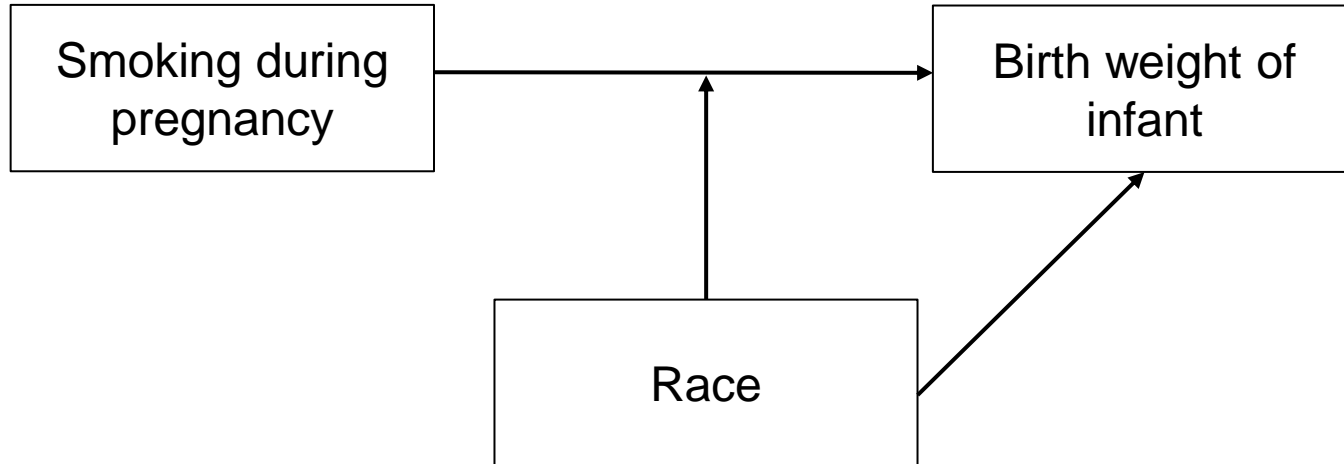 Smoking during
pregnancy
Birth weight of
infant
Race